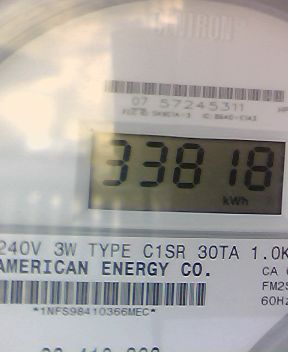 07 57245311
33818
kWh
240V 3W TYPE C1SR 30TA 1.0K
AMERICAN ENERGY CO.
CA
FM2S
60Hz
*1NFS98410366MEC*